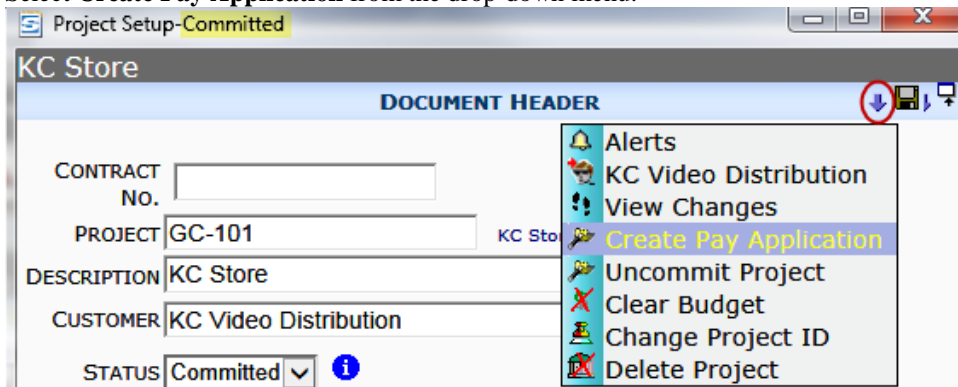 Select Create Pay Application from the drop-down menu.
Project Setup-Committed
KC Store
DOCUMENT HEADER
Alerts
KC Video Distribution
View Changes
Create Pay Application
Uncommit Project
Clear Budget
Change Project ID
Delete Project
CONTRACT
NO.
PROJECT GC-101 KC Stor
DESCRIPTION KC Store
CUSTOMER KC Video Distribution
STATUS Committed